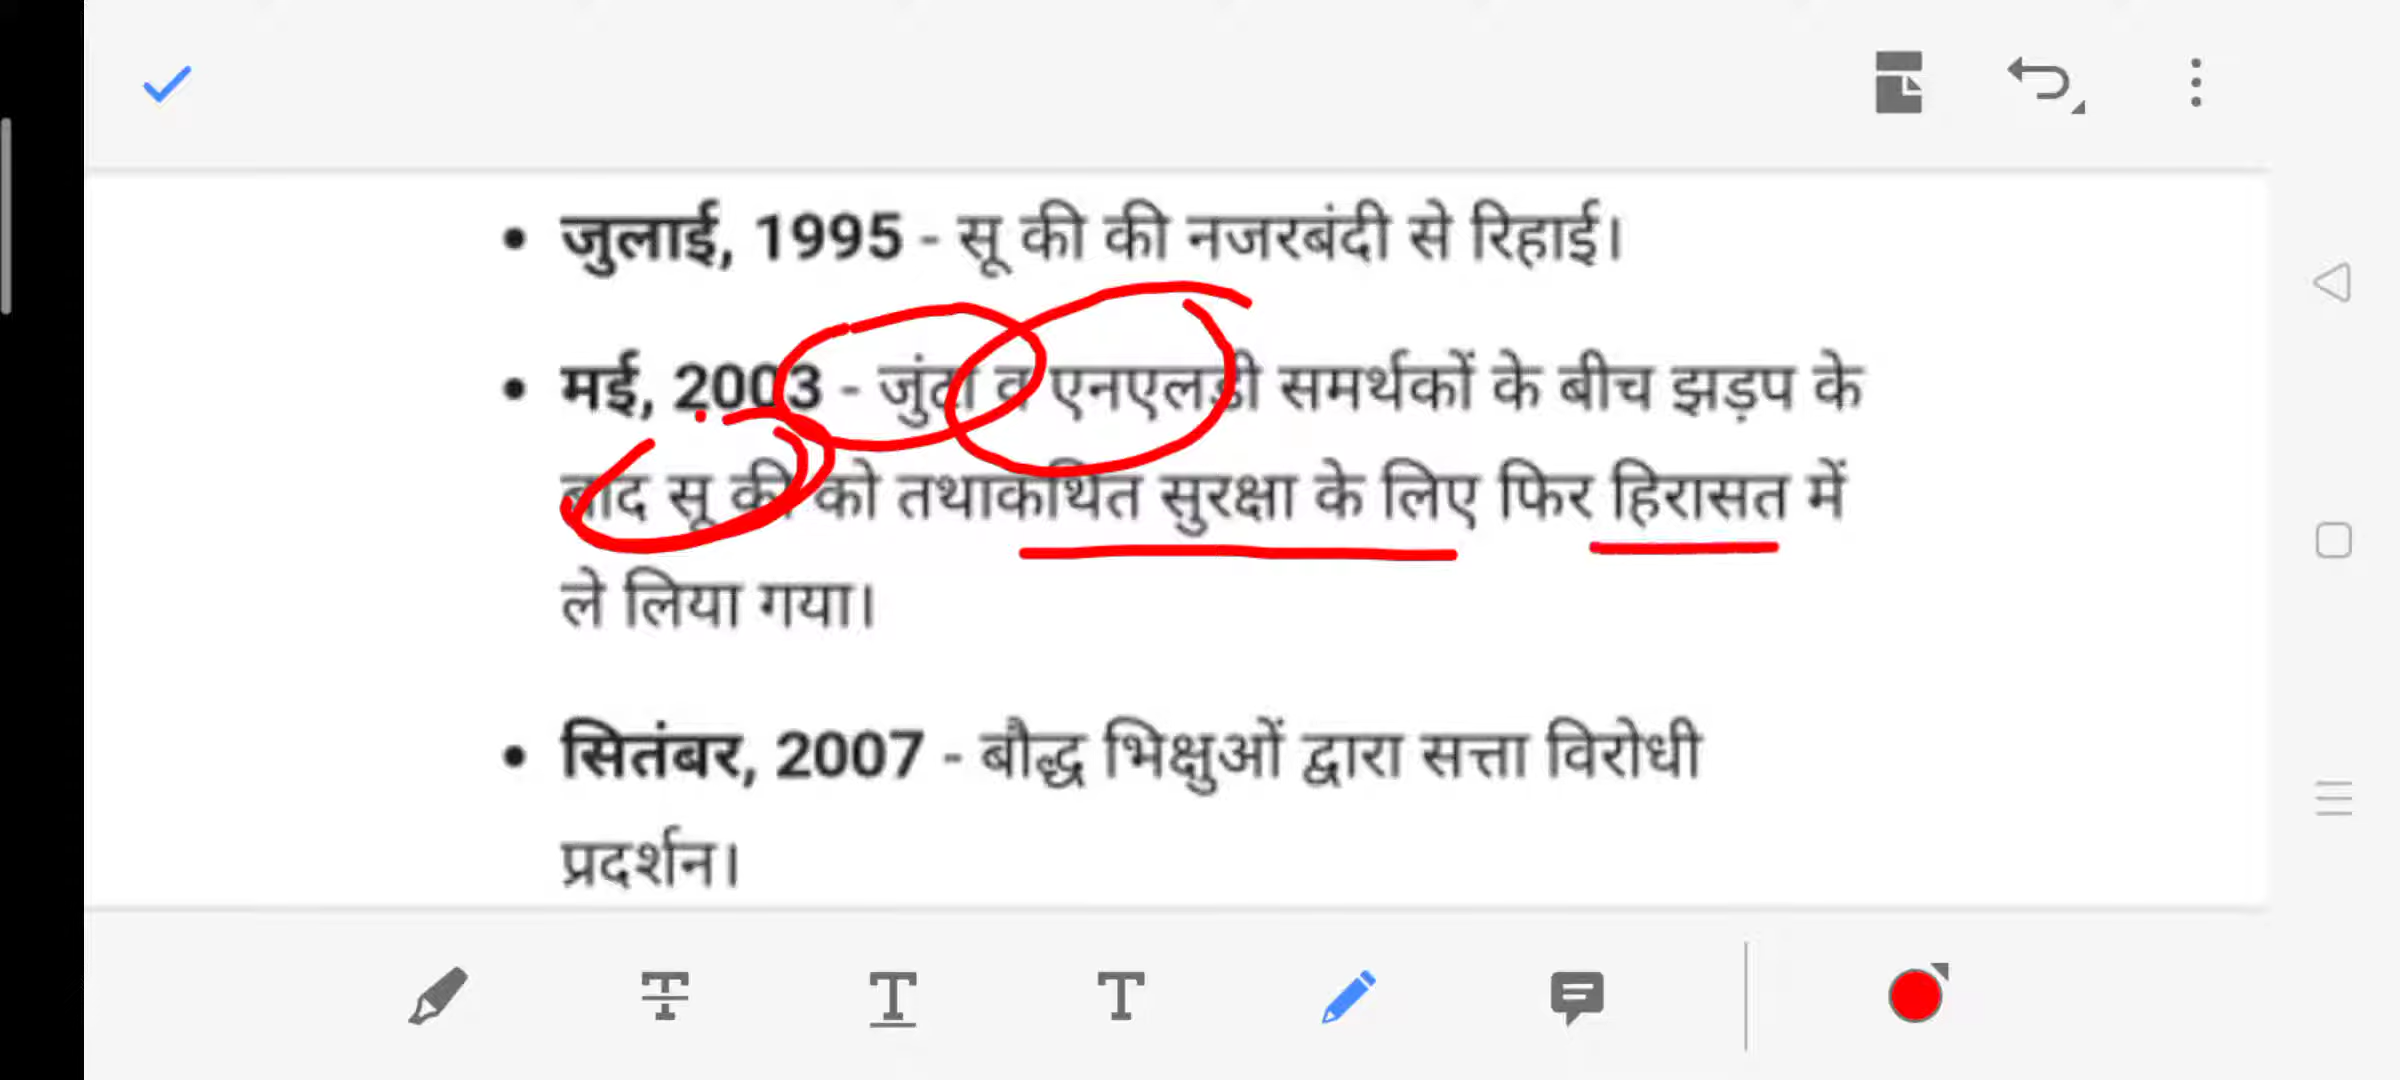 • जुलाई, 1995 - सू की की नजरबंदी से रिहाई।
• मई, 2003 - जुंटा व एनएलडी समर्थकों के बीच झड़प के
बाद सू की को तथाकथित सुरक्षा के लिए फिर हिरासत में
ले लिया गया।
• सितंबर, 2007 - बौद्ध भिक्षुओं द्वारा सत्ता विरोधी
प्रदर्शन।